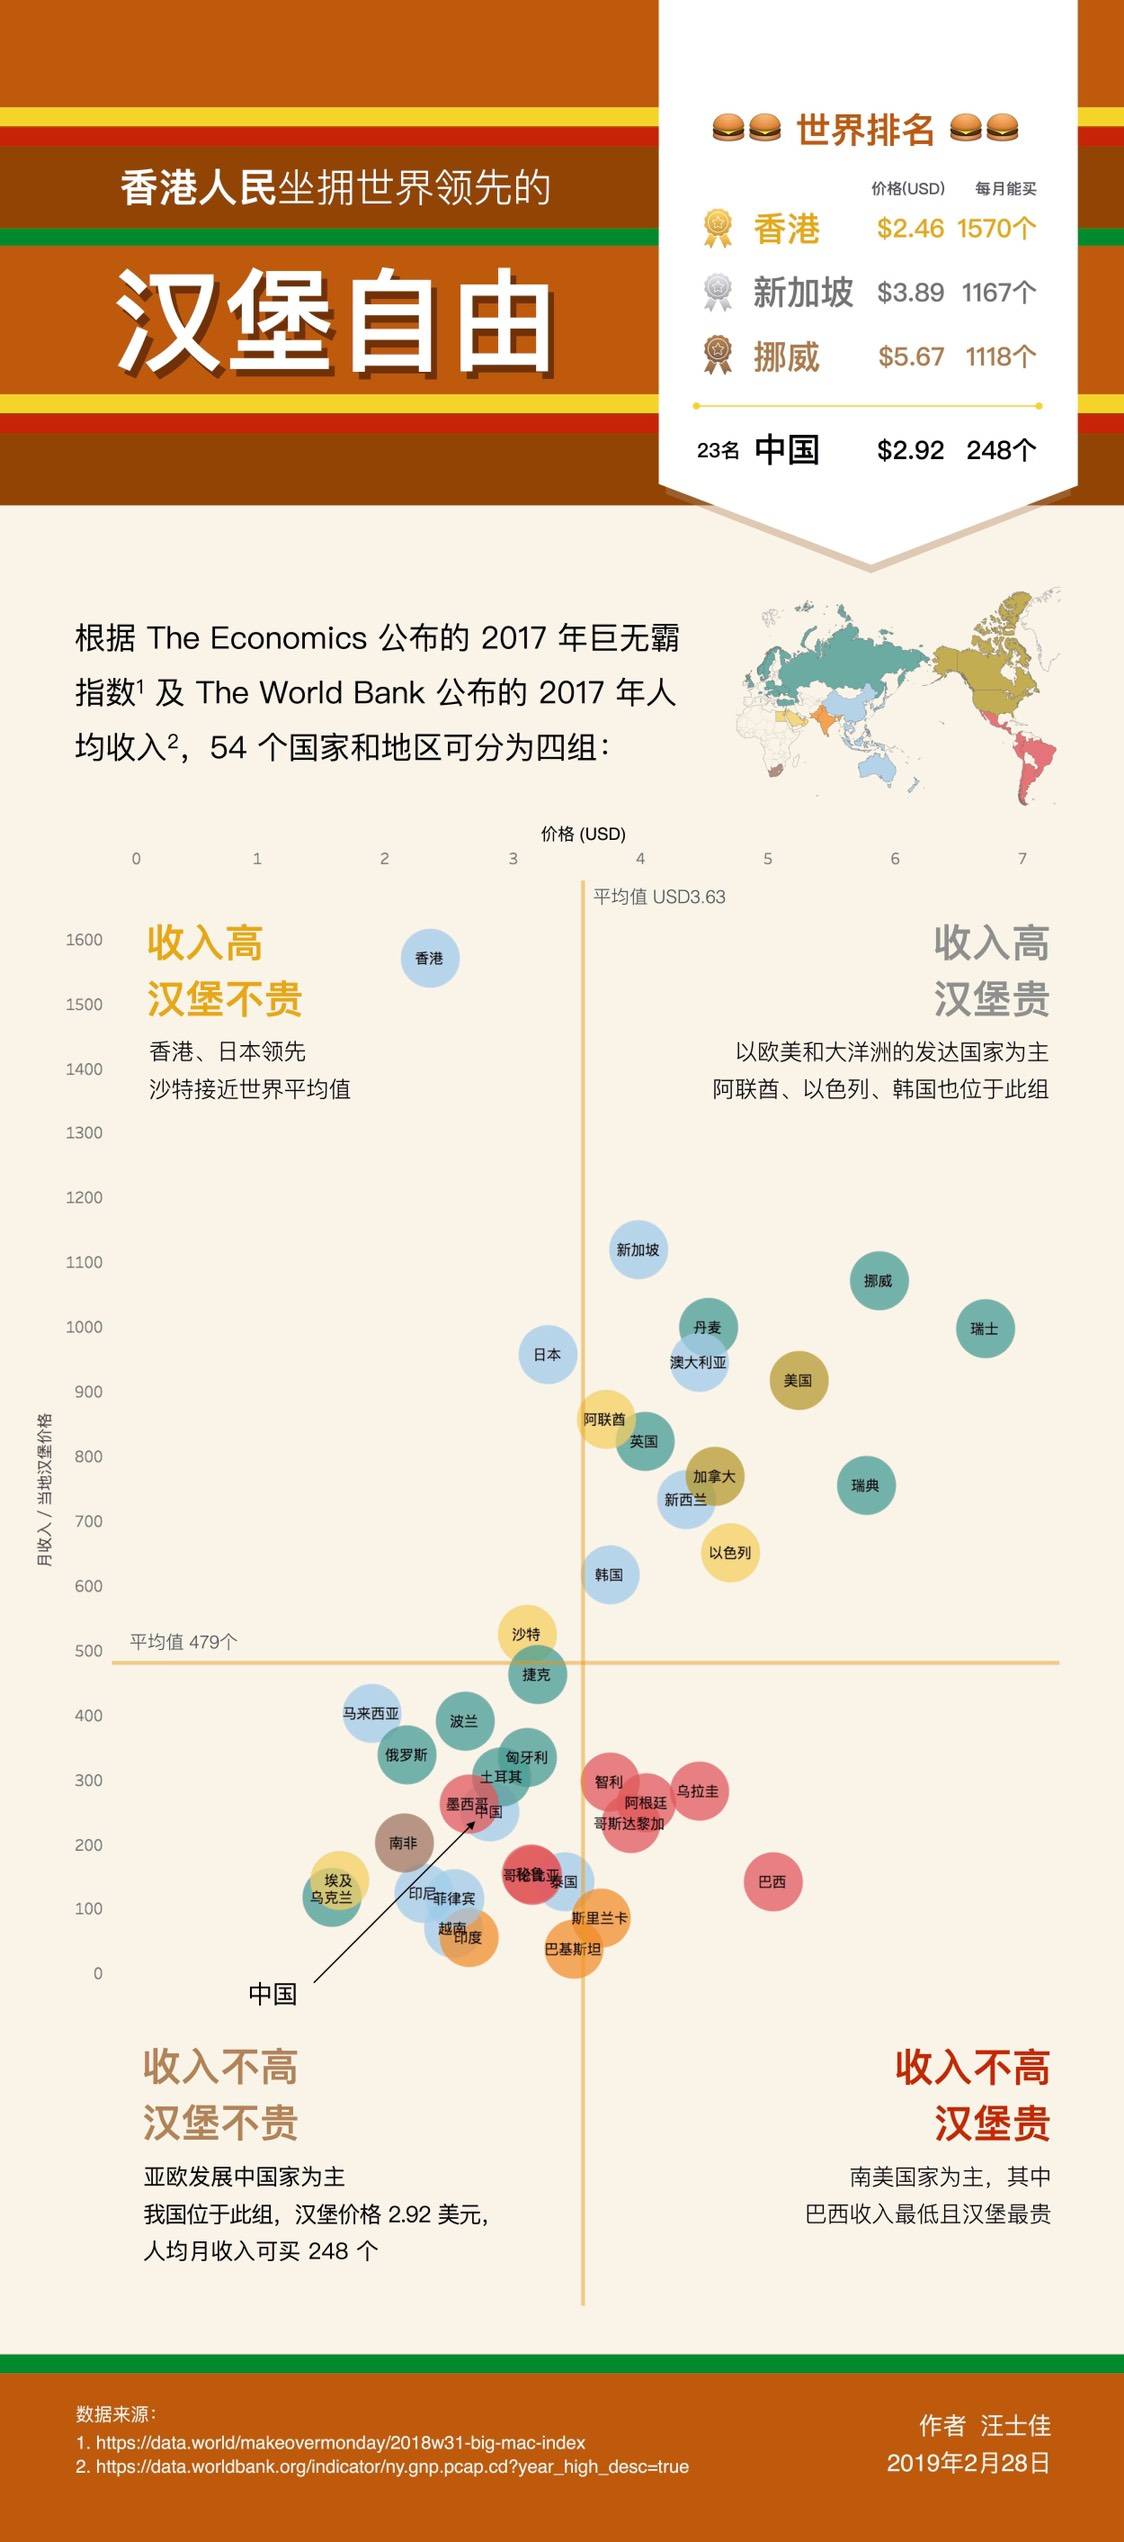 世界排名
价格(USD) 每月能买
香港 $2.46 1570个
新加坡 $3.89 1167个
挪威 $5.67 1118个
23名 中国 $2.92 248个
香港人民坐拥世界领先的
汉堡自由
根据 The Economics 公布的 2017 年巨无霸
指数¹ 及 The World Bank 公布的 2017 年人
均收入²，54 个国家和地区可分为四组：
价格 (USD)
0 1 2 3 4 5 6 7
平均值 USD3.63
收入高
汉堡不贵
香港、日本领先
沙特接近世界平均值
收入高
汉堡贵
以欧美和大洋洲的发达国家为主
阿联酋、以色列、韩国也位于此组
月收入 / 当地汉堡价格
1600
1500
1400
1300
1200
1100
1000
900
800
700
600
500
400
300
200
100
0
香港
新加坡
挪威
丹麦
瑞士
日本
澳大利亚
美国
阿联酋
英国
加拿大
瑞典
新西兰
以色列
韩国
沙特
平均值 479个
捷克
马来西亚
波兰
俄罗斯
匈牙利
土耳其
智利
乌拉圭
墨西哥
阿根廷
中国
哥斯达黎加
南非
哥伦比亚
秘鲁
埃及
泰国
巴西
乌克兰
印尼
菲律宾
斯里兰卡
越南
印度
巴基斯坦
中国
收入不高
汉堡不贵
亚欧发展中国家为主
我国位于此组，汉堡价格 2.92 美元，
人均月收入可买 248 个
收入不高
汉堡贵
南美国家为主，其中
巴西收入最低且汉堡最贵
数据来源：
1. https://data.world/makeovermonday/2018w31-big-mac-index
2. https://data.worldbank.org/indicator/ny.gnp.pcap.cd?year_high_desc=true
作者 汪士佳
2019年2月28日